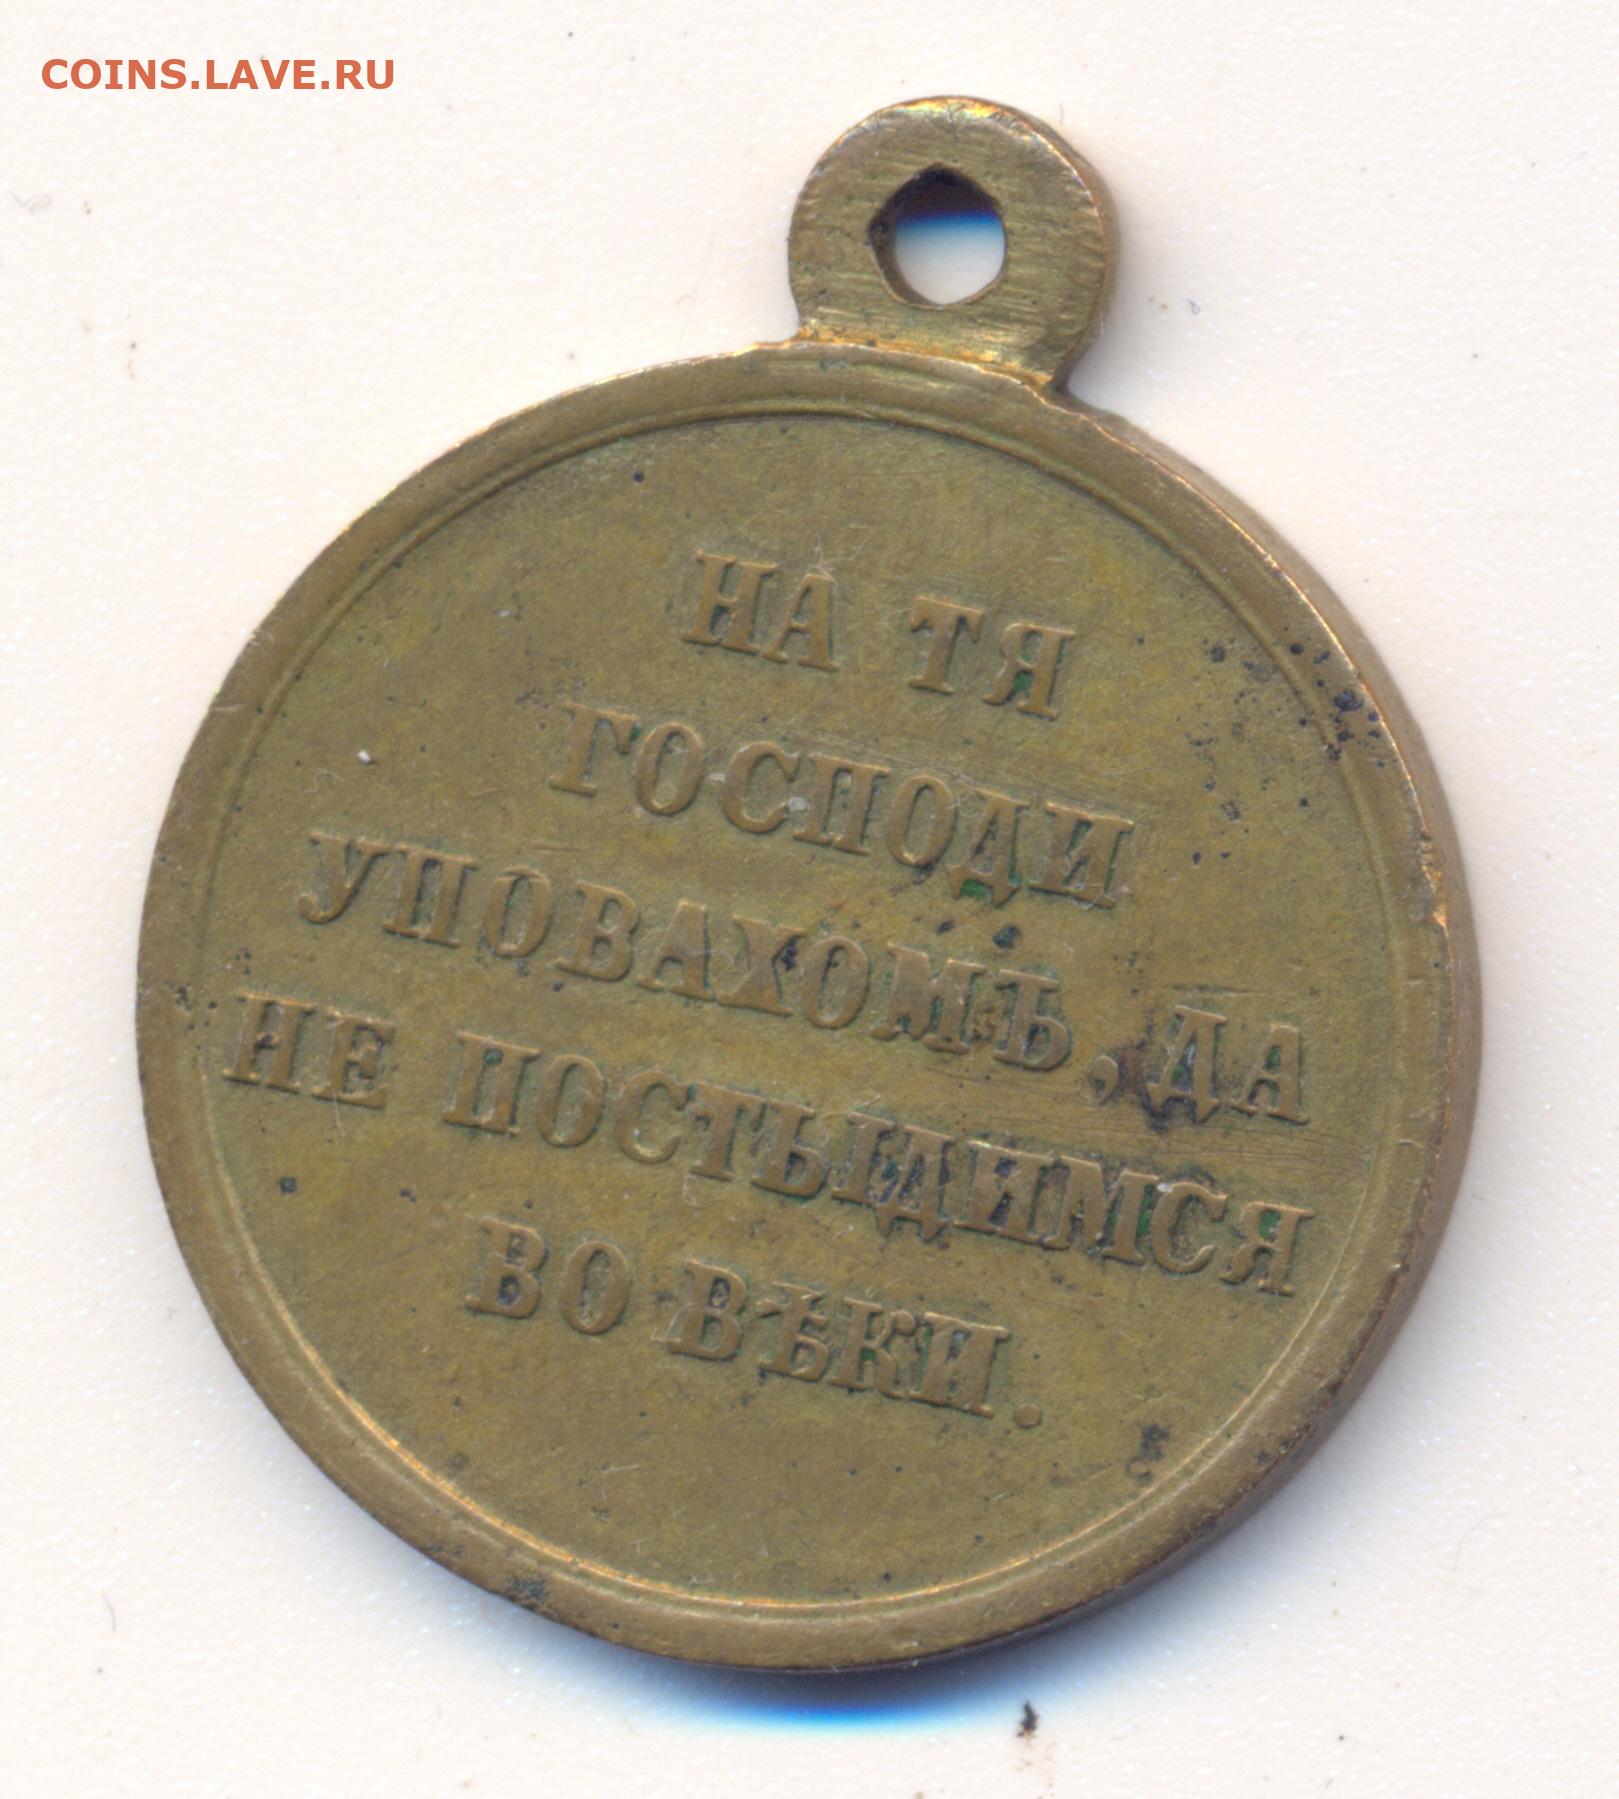 COINS.LAVE.RU
НА ТЯ
ГОСПОДИ
УПОВАХОМЪ, ДА
НЕ ПОСТЫДИМСЯ
ВО ВѢКИ.